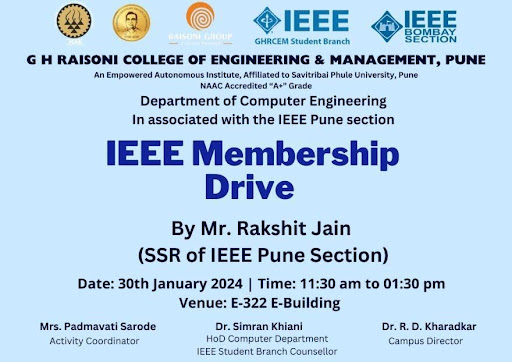 RAISONI GROUP
IEEE
GHRCEM Student Branch
IEEE
BOMBAY
SECTION
G H RAISONI COLLEGE OF ENGINEERING & MANAGEMENT, PUNE
An Empowered Autonomous Institute, Affiliated to Savitribai Phule University, Pune
NAAC Accredited “A+” Grade
Department of Computer Engineering
In associated with the IEEE Pune section
IEEE Membership
Drive
By Mr. Rakshit Jain
(SSR of IEEE Pune Section)
Date: 30th January 2024 | Time: 11:30 am to 01:30 pm
Venue: E-322 E-Building
Mrs. Padmavati Sarode
Activity Coordinator
Dr. Simran Khiani
HoD Computer Department
IEEE Student Branch Counsellor
Dr. R. D. Kharadkar
Campus Director